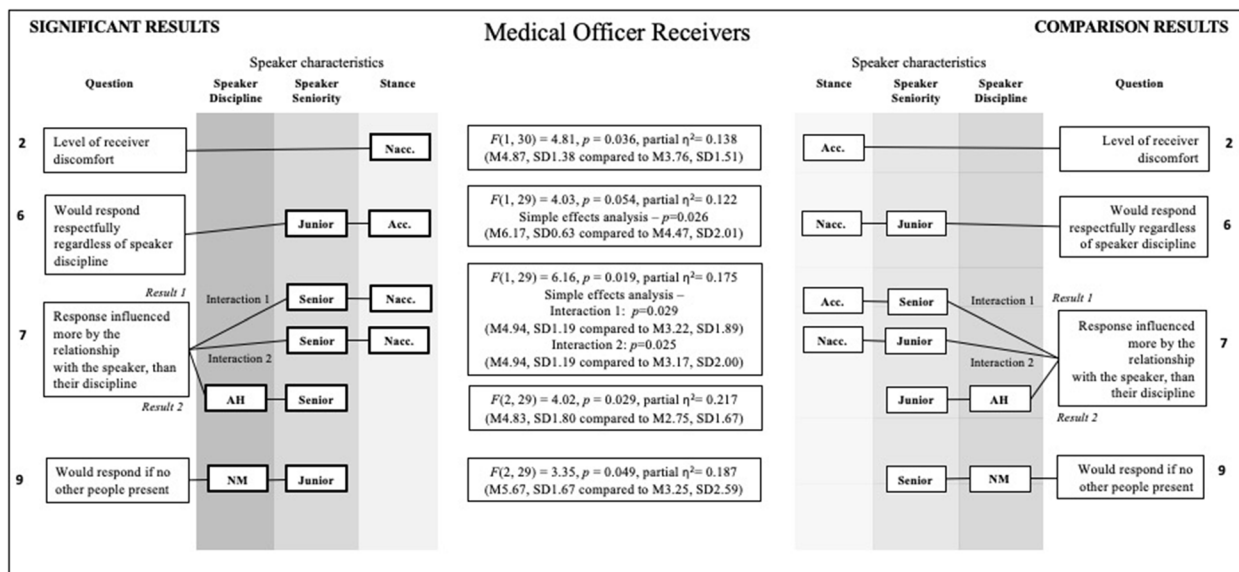 SIGNIFICANT RESULTS
Medical Officer Receivers
COMPARISON RESULTS
Speaker characteristics
Speaker characteristics
Question
Speaker
Discipline
Speaker
Seniority
Stance
Stance
Speaker
Seniority
Speaker
Discipline
Question
2
Level of receiver
discomfort
Nacc.
F(1, 30) = 4.81, p = 0.036, partial η²= 0.138
(M4.87, SD1.38 compared to M3.76, SD1.51)
Acc.
Level of receiver
discomfort
2
6
Would respond
respectfully
regardless of speaker
discipline
Junior
Acc.
F(1, 29) = 4.03, p = 0.054, partial η²= 0.122
Simple effects analysis – p=0.026
(M6.17, SD0.63 compared to M4.47, SD2.01)
Nacc.
Junior
Would respond
respectfully regardless
of speaker discipline
6
Result 1
Interaction 1
7
Response influenced
more by the
relationship
with the speaker, than
their discipline
Senior
Nacc.
Interaction 2
Senior
Nacc.
Result 2
AH
Senior
F(1, 29) = 6.16, p = 0.019, partial η²= 0.175
Simple effects analysis –
Interaction 1: p=0.029
(M4.94, SD1.19 compared to M3.22, SD1.89)
Interaction 2: p=0.025
(M4.94, SD1.19 compared to M3.17, SD2.00)
F(2, 29) = 4.02, p = 0.029, partial η²= 0.217
(M4.83, SD1.80 compared to M2.75, SD1.67)
Acc.
Senior
Interaction 1
Result 1
Nacc.
Junior
Interaction 2
Junior
AH
Response influenced
more by the
relationship
with the speaker, than
their discipline
7
Result 2
9
Would respond if no
other people present
NM
Junior
F(2, 29) = 3.35, p = 0.049, partial η²= 0.187
(M5.67, SD1.67 compared to M3.25, SD2.59)
Senior
NM
Would respond if no
other people present
9